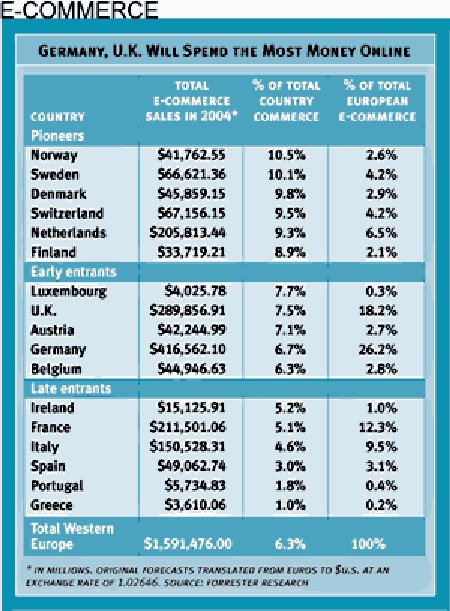 E-COMMERCE
GERMANY, U.K. WILL SPEND THE MOST MONEY ONLINE
COUNTRY TOTAL E-COMMERCE SALES IN 2004* % OF TOTAL COUNTRY COMMERCE % OF TOTAL EUROPEAN E-COMMERCE
Pioneers
Norway $41,762.55 10.5% 2.6%
Sweden $66,621.36 10.1% 4.2%
Denmark $45,859.15 9.8% 2.9%
Switzerland $67,156.15 9.5% 4.2%
Netherlands $205,813.44 9.3% 6.5%
Finland $33,719.21 8.9% 2.1%
Early entrants
Luxembourg $4,025.78 7.7% 0.3%
U.K. $289,856.91 7.5% 18.2%
Austria $42,244.99 7.1% 2.7%
Germany $416,562.10 6.7% 26.2%
Belgium $44,946.63 6.3% 2.8%
Late entrants
Ireland $15,125.91 5.2% 1.0%
France $211,501.06 5.1% 12.3%
Italy $150,528.31 4.6% 9.5%
Spain $49,062.74 3.0% 3.1%
Portugal $5,734.83 1.8% 0.4%
Greece $3,610.06 1.0% 0.2%
Total Western
Europe $1,591,476.00 6.3% 100%
* IN MILLIONS. ORIGINAL FORECASTS TRANSLATED FROM EUROS TO $U.S. AT AN
EXCHANGE RATE OF 1.02646. SOURCE: FORRESTER RESEARCH